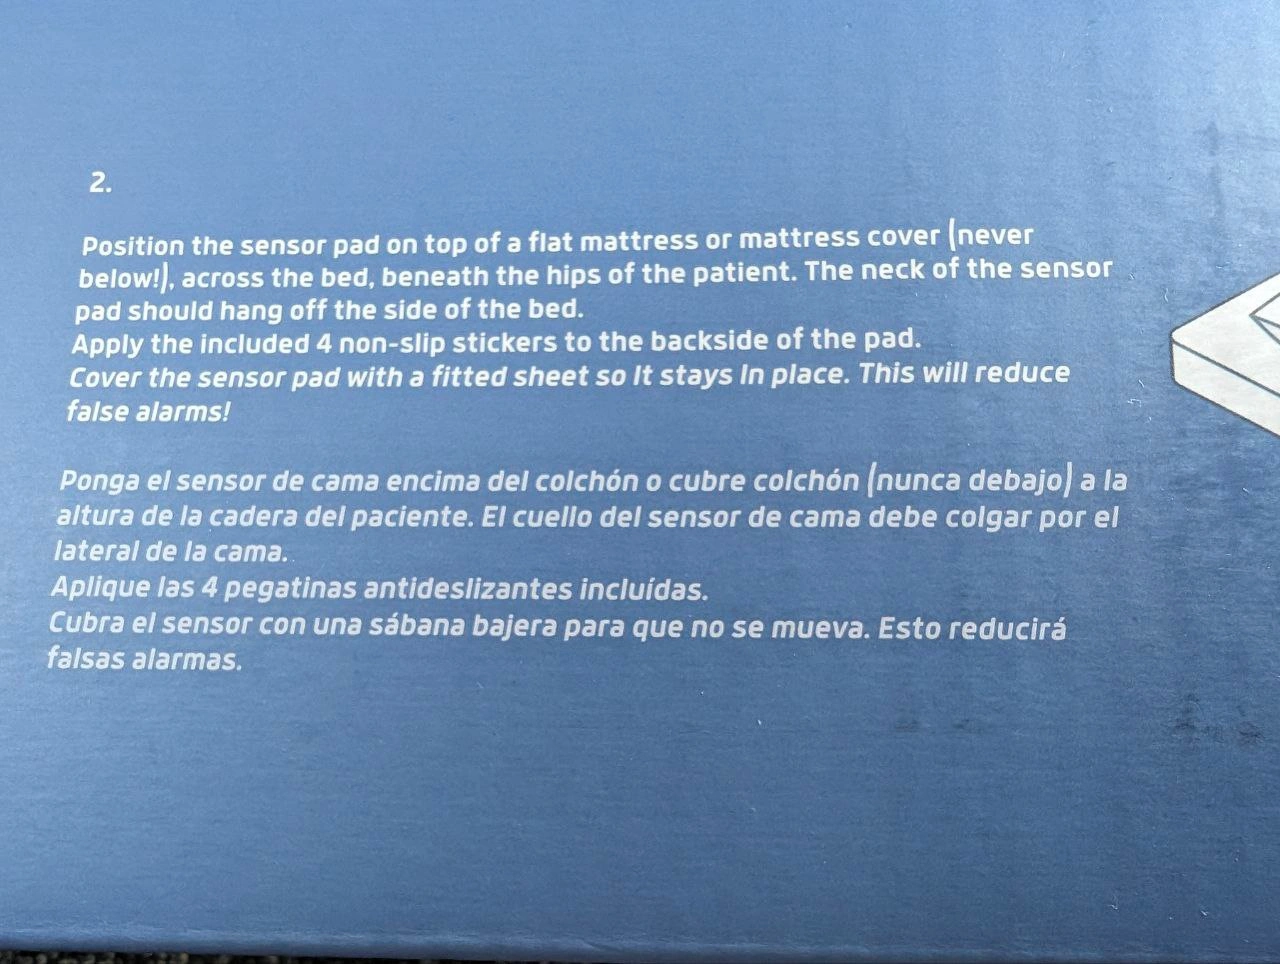 2.
Position the sensor pad on top of a flat mattress or mattress cover (never
below!), across the bed, beneath the hips of the patient. The neck of the sensor
pad should hang off the side of the bed.
Apply the included 4 non-slip stickers to the backside of the pad.
Cover the sensor pad with a fitted sheet so It stays In place. This will reduce
false alarms!
Ponga el sensor de cama encima del colchón o cubre colchón (nunca debajo) a la
altura de la cadera del paciente. El cuello del sensor de cama debe colgar por el
lateral de la cama.
Aplique las 4 pegatinas antideslizantes incluídas.
Cubra el sensor con una sábana bajera para que no se mueva. Esto reducirá
falsas alarmas.